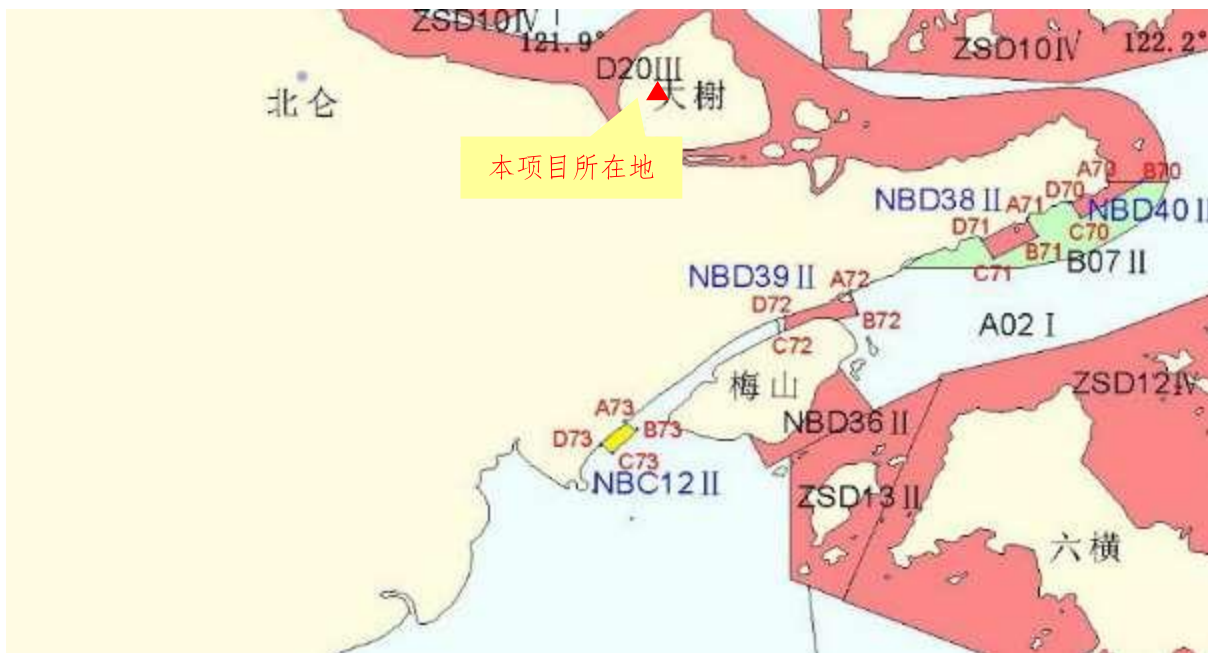 ZSD10Ⅳ
121.9°
ZSD10Ⅳ
122.2°
D20Ⅲ
大榭
北仑
本项目所在地
A70
B70
D70
NBD38Ⅱ
A71
NBD40Ⅱ
D71
C70
B71
B07Ⅱ
C71
NBD39Ⅱ
A72
D72
B72
A02Ⅰ
C72
梅山
ZSD12Ⅳ
A73
NBD36Ⅱ
B73
D73
C73
NBC12Ⅱ
ZSD13Ⅱ
六横